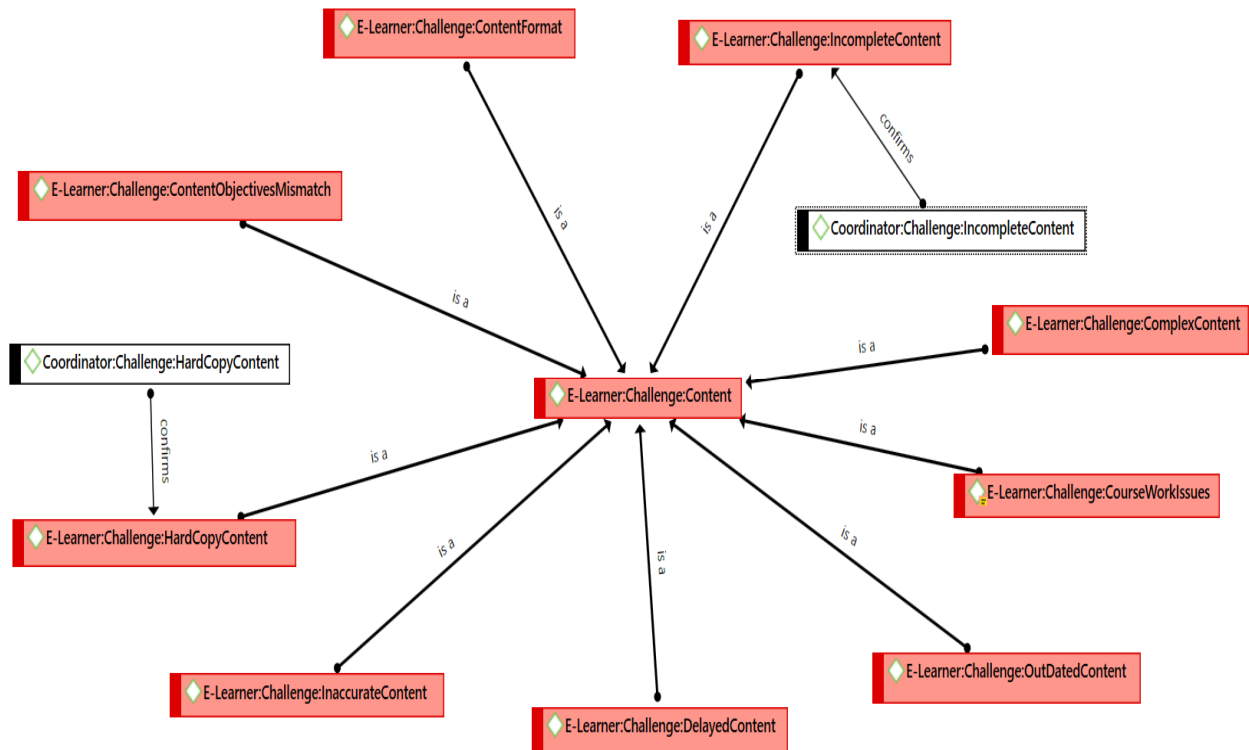 E-Learner:Challenge:ContentFormat
E-Learner:Challenge:IncompleteContent
confirms
E-Learner:Challenge:ContentObjectivesMismatch
is a
is a
Coordinator:Challenge:IncompleteContent
is a
E-Learner:Challenge:ComplexContent
is a
Coordinator:Challenge:HardCopyContent
E-Learner:Challenge:Content
confirms
is a
is a
E-Learner:Challenge:CourseWorkIssues
E-Learner:Challenge:HardCopyContent
is a
is a
is a
E-Learner:Challenge:OutDatedContent
E-Learner:Challenge:InaccurateContent
E-Learner:Challenge:DelayedContent